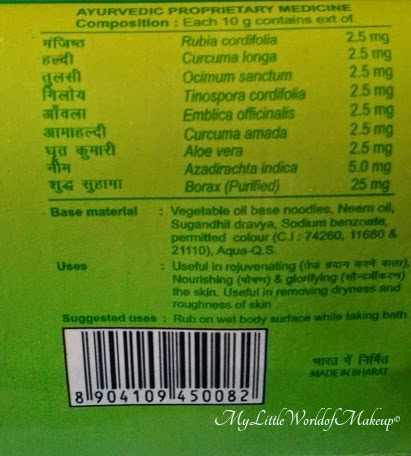 AYURVEDIC PROPRIETARY MEDICINE
Composition : Each 10 g contains ext of.
मंजिष्ठ Rubia cordifolia 2.5 mg
हल्दी Curcuma longa 2.5 mg
तुलसी Ocimum sanctum 2.5 mg
गिलोय Tinospora cordifolia 2.5 mg
आँवला Emblica officinalis 2.5 mg
आमाहल्दी Curcuma amada 2.5 mg
घृत कुमारी Aloe vera 2.5 mg
नीम Azadirachta indica 5.0 mg
शुद्ध सुहागा Borax (Purified) 25 mg
Base material : Vegetable oil base noodles, Neem oil,
Sugandhit dravya, Sodium benzoate,
permitted colour (C.I : 74260, 11680 &
21110), Aqua-Q.S.
Uses : Useful in rejuvenating (तेज प्रदान करने वाला),
Nourishing (पोषण) & glorifying (सौन्दर्यीकरण)
the skin. Useful in removing dryness and
roughness of skin
Suggested uses : Rub on wet body surface while taking bath
भारत में निर्मित
MADE IN BHARAT
8 904109 450082
MyLittleWorldofMakeup©